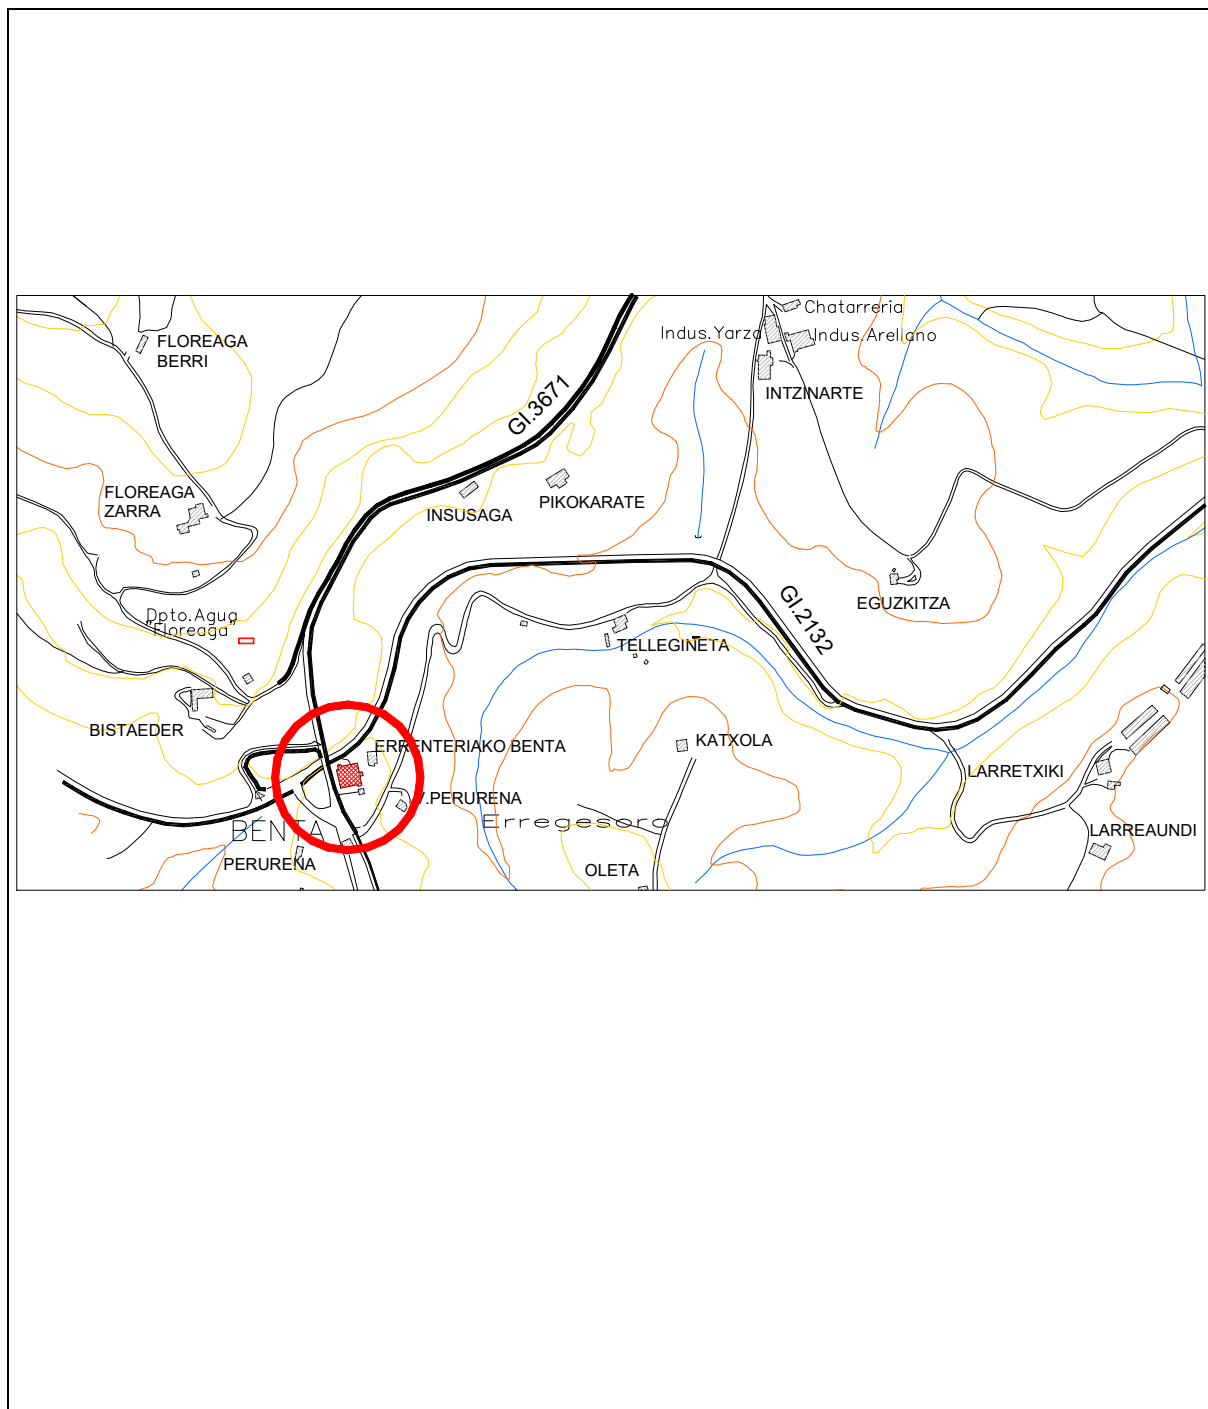 Chatarreria
Indus.Yarza
Indus.Arellano
FLOREAGA
BERRI
INTZINARTE
GI.3671
FLOREAGA
ZARRA
PIKOKARATE
INSUSAGA
EGUZKITZA
Dpto.Agua
"Floreaga"
GI.2132
TELLEGINETA
BISTAEDER
ERRENTERIAKO BENTA
KATXOLA
LARRETXIKI
V.PERURENA
BENTA
Erregesoro
LARREAUNDI
PERURENA
OLETA